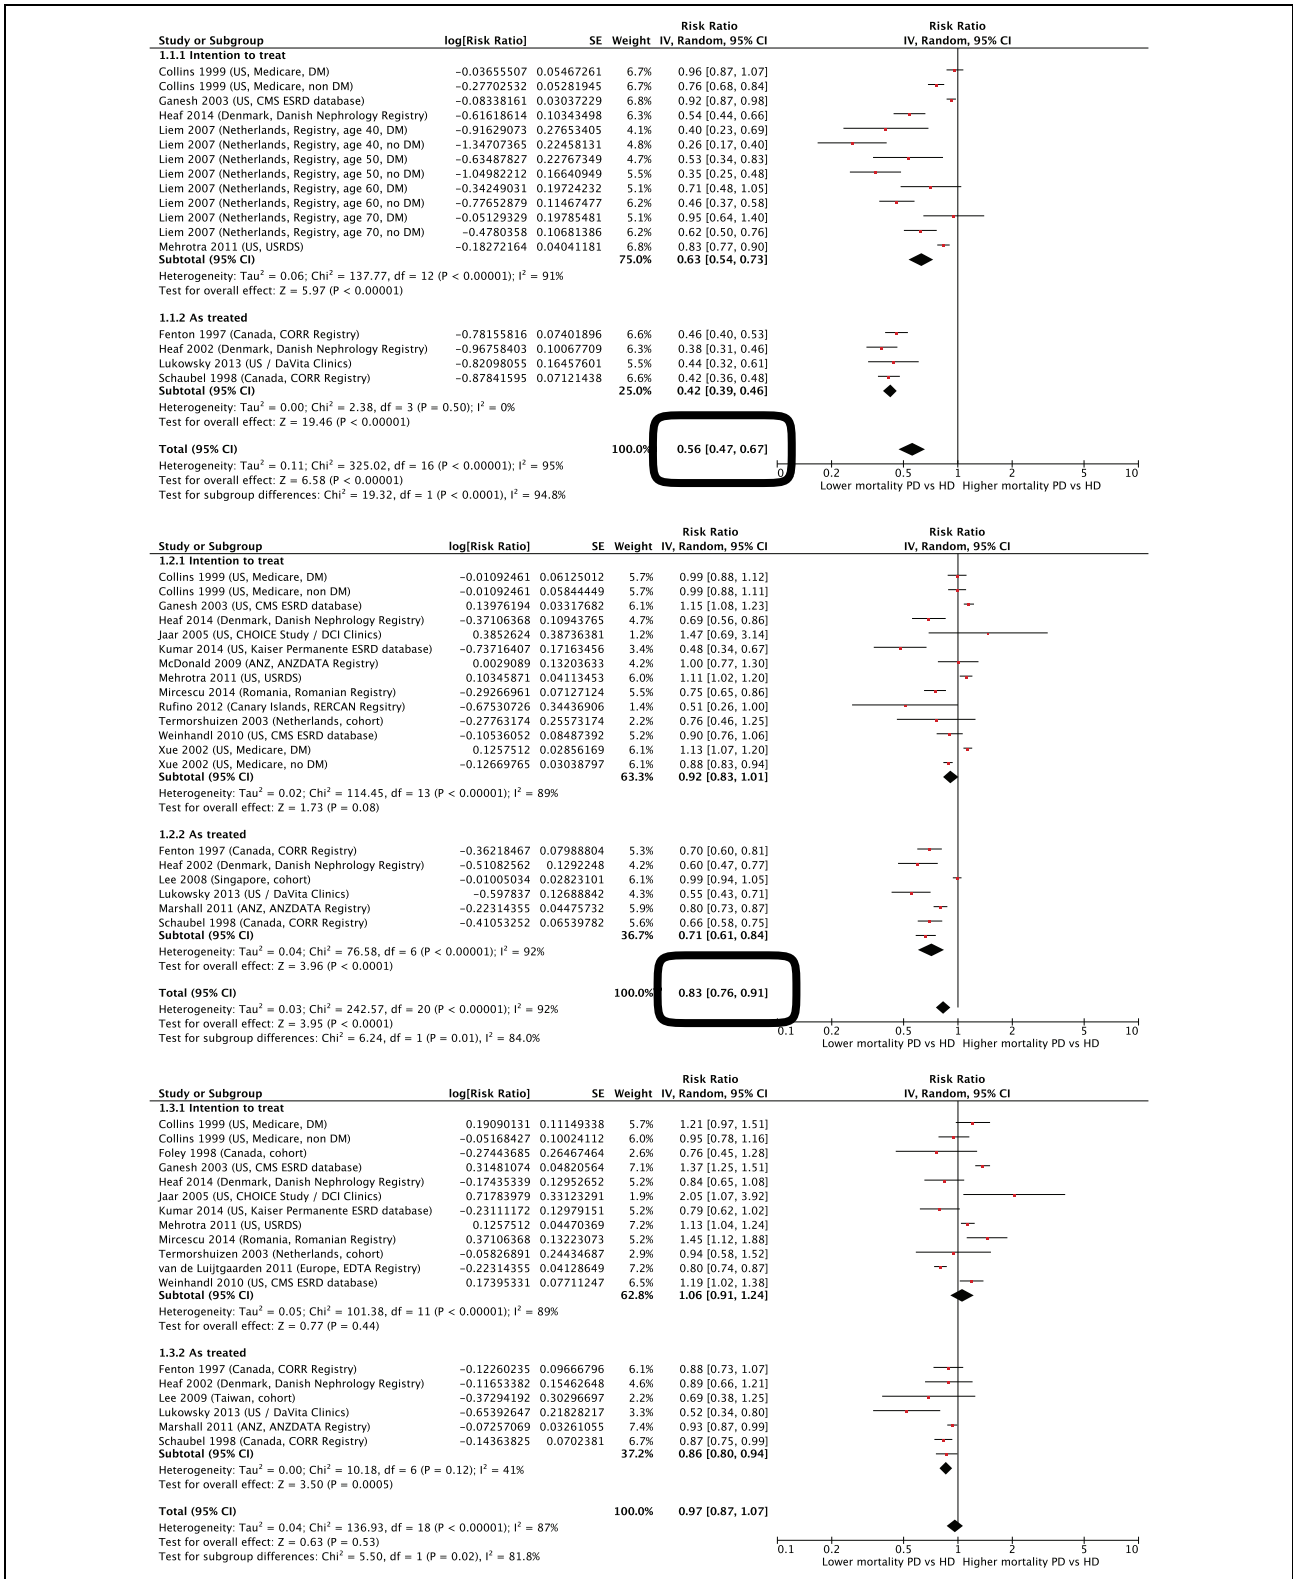 Risk Ratio Risk Ratio
Study or Subgroup log[Risk Ratio] SE Weight IV, Random, 95% CI IV, Random, 95% CI
1.1.1 Intention to treat
Collins 1999 (US, Medicare, DM) −0.03655507 0.05467261 6.7% 0.96 [0.87, 1.07]
Collins 1999 (US, Medicare, non DM) −0.27702532 0.05281945 6.7% 0.76 [0.68, 0.84]
Ganesh 2003 (US, CMS ESRD database) −0.08338161 0.03037229 6.8% 0.92 [0.87, 0.98]
Heaf 2014 (Denmark, Danish Nephrology Registry) −0.61618614 0.10343498 6.3% 0.54 [0.44, 0.66]
Liem 2007 (Netherlands, Registry, age 40, DM) −0.91629073 0.27653405 4.1% 0.40 [0.23, 0.69]
Liem 2007 (Netherlands, Registry, age 40, no DM) −1.34707365 0.22458131 4.8% 0.26 [0.17, 0.40]
Liem 2007 (Netherlands, Registry, age 50, DM) −0.63487827 0.22767349 4.7% 0.53 [0.34, 0.83]
Liem 2007 (Netherlands, Registry, age 50, no DM) −1.04982212 0.16640949 5.5% 0.35 [0.25, 0.48]
Liem 2007 (Netherlands, Registry, age 60, DM) −0.34249031 0.19724232 5.1% 0.71 [0.48, 1.05]
Liem 2007 (Netherlands, Registry, age 60, no DM) −0.77652879 0.11467477 6.2% 0.46 [0.37, 0.58]
Liem 2007 (Netherlands, Registry, age 70, DM) −0.05129329 0.19785481 5.1% 0.95 [0.64, 1.40]
Liem 2007 (Netherlands, Registry, age 70, no DM) −0.4780358 0.10681386 6.2% 0.62 [0.50, 0.76]
Mehrotra 2011 (US, USRDS) −0.18272164 0.04041181 6.8% 0.83 [0.77, 0.90]
Subtotal (95% CI) 75.0% 0.63 [0.54, 0.73]
Heterogeneity: Tau² = 0.06; Chi² = 137.77, df = 12 (P < 0.00001); I² = 91%
Test for overall effect: Z = 5.97 (P < 0.00001)
1.1.2 As treated
Fenton 1997 (Canada, CORR Registry) −0.78155816 0.07401896 6.6% 0.46 [0.40, 0.53]
Heaf 2002 (Denmark, Danish Nephrology Registry) −0.96758403 0.10067709 6.3% 0.38 [0.31, 0.46]
Lukowsky 2013 (US / DaVita Clinics) −0.82098055 0.16457601 5.5% 0.44 [0.32, 0.61]
Schaubel 1998 (Canada, CORR Registry) −0.87841595 0.07121438 6.6% 0.42 [0.36, 0.48]
Subtotal (95% CI) 25.0% 0.42 [0.39, 0.46]
Heterogeneity: Tau² = 0.00; Chi² = 2.38, df = 3 (P = 0.50); I² = 0%
Test for overall effect: Z = 19.46 (P < 0.00001)
Total (95% CI) 100.0% 0.56 [0.47, 0.67]
Heterogeneity: Tau² = 0.11; Chi² = 325.02, df = 16 (P < 0.00001); I² = 95%
0.2 0.5 1 2 5 10
Test for overall effect: Z = 6.58 (P < 0.00001)
Lower mortality PD vs HD Higher mortality PD vs HD
Test for subgroup differences: Chi² = 19.32, df = 1 (P < 0.0001), I² = 94.8%
Risk Ratio Risk Ratio
Study or Subgroup log[Risk Ratio] SE Weight IV, Random, 95% CI IV, Random, 95% CI
1.2.1 Intention to treat
Collins 1999 (US, Medicare, DM) −0.01092461 0.06125012 5.7% 0.99 [0.88, 1.12]
Collins 1999 (US, Medicare, non DM) −0.01092461 0.05844449 5.7% 0.99 [0.88, 1.11]
Ganesh 2003 (US, CMS ESRD database) 0.13976194 0.03317682 6.1% 1.15 [1.08, 1.23]
Heaf 2014 (Denmark, Danish Nephrology Registry) −0.37106368 0.10943765 4.7% 0.69 [0.56, 0.86]
Jaar 2005 (US, CHOICE Study / DCI Clinics) 0.3852624 0.38736381 1.2% 1.47 [0.69, 3.14]
Kumar 2014 (US, Kaiser Permanente ESRD database) −0.73716407 0.17163456 3.4% 0.48 [0.34, 0.67]
McDonald 2009 (ANZ, ANZDATA Registry) 0.0029089 0.13203633 4.2% 1.00 [0.77, 1.30]
Mehrotra 2011 (US, USRDS) 0.10345871 0.04113453 6.0% 1.11 [1.02, 1.20]
Mircescu 2014 (Romania, Romanian Registry) −0.29266961 0.07127124 5.5% 0.75 [0.65, 0.86]
Rufino 2012 (Canary Islands, RERCAN Regsitry) −0.67530726 0.34436906 1.4% 0.51 [0.26, 1.00]
Termorshuizen 2003 (Netherlands, cohort) −0.27763174 0.25573174 2.2% 0.76 [0.46, 1.25]
Weinhandl 2010 (US, CMS ESRD database) −0.10536052 0.08487392 5.2% 0.90 [0.76, 1.06]
Xue 2002 (US, Medicare, DM) 0.1257512 0.02856169 6.1% 1.13 [1.07, 1.20]
Xue 2002 (US, Medicare, no DM) −0.12669765 0.03038797 6.1% 0.88 [0.83, 0.94]
Subtotal (95% CI) 63.3% 0.92 [0.83, 1.01]
Heterogeneity: Tau² = 0.02; Chi² = 114.45, df = 13 (P < 0.00001); I² = 89%
Test for overall effect: Z = 1.73 (P = 0.08)
1.2.2 As treated
Fenton 1997 (Canada, CORR Registry) −0.36218467 0.07988804 5.3% 0.70 [0.60, 0.81]
Heaf 2002 (Denmark, Danish Nephrology Registry) −0.51082562 0.1292248 4.2% 0.60 [0.47, 0.77]
Lee 2008 (Singapore, cohort) −0.01005034 0.02823101 6.1% 0.99 [0.94, 1.05]
Lukowsky 2013 (US / DaVita Clinics) −0.597837 0.12688842 4.3% 0.55 [0.43, 0.71]
Marshall 2011 (ANZ, ANZDATA Registry) −0.22314355 0.04475732 5.9% 0.80 [0.73, 0.87]
Schaubel 1998 (Canada, CORR Registry) −0.41053252 0.06539782 5.6% 0.66 [0.58, 0.75]
Subtotal (95% CI) 36.7% 0.71 [0.61, 0.84]
Heterogeneity: Tau² = 0.04; Chi² = 76.58, df = 6 (P < 0.00001); I² = 92%
Test for overall effect: Z = 3.96 (P < 0.0001)
Total (95% CI) 100.0% 0.83 [0.76, 0.91]
Heterogeneity: Tau² = 0.03; Chi² = 242.57, df = 20 (P < 0.00001); I² = 92%
Test for overall effect: Z = 3.95 (P < 0.0001)
0.1 0.2 0.5 1 2 5 10
Test for subgroup differences: Chi² = 6.24, df = 1 (P = 0.01), I² = 84.0%
Lower mortality PD vs HD Higher mortality PD vs HD
Risk Ratio Risk Ratio
Study or Subgroup log[Risk Ratio] SE Weight IV, Random, 95% CI IV, Random, 95% CI
1.3.1 Intention to treat
Collins 1999 (US, Medicare, DM) 0.19090131 0.11149338 5.7% 1.21 [0.97, 1.51]
Collins 1999 (US, Medicare, non DM) −0.05168427 0.10024112 6.0% 0.95 [0.78, 1.16]
Foley 1998 (Canada, cohort) −0.27443685 0.26467464 2.6% 0.76 [0.45, 1.28]
Ganesh 2003 (US, CMS ESRD database) 0.31481074 0.04820564 7.1% 1.37 [1.25, 1.51]
Heaf 2014 (Denmark, Danish Nephrology Registry) −0.17435339 0.12952652 5.2% 0.84 [0.65, 1.08]
Jaar 2005 (US, CHOICE Study / DCI Clinics) 0.71783979 0.33123291 1.9% 2.05 [1.07, 3.92]
Kumar 2014 (US, Kaiser Permanente ESRD database) −0.23111172 0.12979151 5.2% 0.79 [0.62, 1.02]
Mehrotra 2011 (US, USRDS) 0.1257512 0.04470369 7.2% 1.13 [1.04, 1.24]
Mircescu 2014 (Romania, Romanian Registry) 0.37106368 0.13223073 5.2% 1.45 [1.12, 1.88]
Termorshuizen 2003 (Netherlands, cohort) −0.05826891 0.24434687 2.9% 0.94 [0.58, 1.52]
van de Luijtgaarden 2011 (Europe, EDTA Registry) −0.22314355 0.04128649 7.2% 0.80 [0.74, 0.87]
Weinhandl 2010 (US, CMS ESRD database) 0.17395331 0.07711247 6.5% 1.19 [1.02, 1.38]
Subtotal (95% CI) 62.8% 1.06 [0.91, 1.24]
Heterogeneity: Tau² = 0.05; Chi² = 101.38, df = 11 (P < 0.00001); I² = 89%
Test for overall effect: Z = 0.77 (P = 0.44)
1.3.2 As treated
Fenton 1997 (Canada, CORR Registry) −0.12260235 0.09666796 6.1% 0.88 [0.73, 1.07]
Heaf 2002 (Denmark, Danish Nephrology Registry) −0.11653382 0.15462648 4.6% 0.89 [0.66, 1.21]
Lee 2009 (Taiwan, cohort) −0.37294192 0.30296697 2.2% 0.69 [0.38, 1.25]
Lukowsky 2013 (US / DaVita Clinics) −0.65392647 0.21828217 3.3% 0.52 [0.34, 0.80]
Marshall 2011 (ANZ, ANZDATA Registry) −0.07257069 0.03261055 7.4% 0.93 [0.87, 0.99]
Schaubel 1998 (Canada, CORR Registry) −0.14363825 0.0702381 6.7% 0.87 [0.75, 0.99]
Subtotal (95% CI) 37.2% 0.86 [0.80, 0.94]
Heterogeneity: Tau² = 0.00; Chi² = 10.18, df = 6 (P = 0.12); I² = 41%
Test for overall effect: Z = 3.50 (P = 0.0005)
Total (95% CI) 100.0% 0.97 [0.87, 1.07]
Heterogeneity: Tau² = 0.04; Chi² = 136.93, df = 18 (P < 0.00001); I² = 87%
Test for overall effect: Z = 0.63 (P = 0.53)
0.1 0.2 0.5 1 2 5 10
Test for subgroup differences: Chi² = 5.50, df = 1 (P = 0.02), I² = 81.8%
Lower mortality PD vs HD Higher mortality PD vs HD